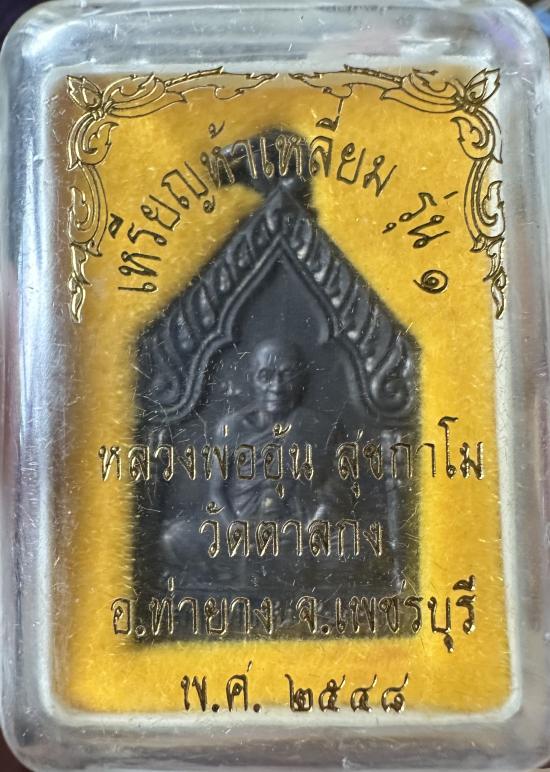 เหรียญห้าเหลี่ยม รุ่น ๑
หลวงพ่ออุ้น สุขกาโม
วัดตาลกง
อ.ท่ายาง จ.เพชรบุรี
พ.ศ. ๒๕๔๘